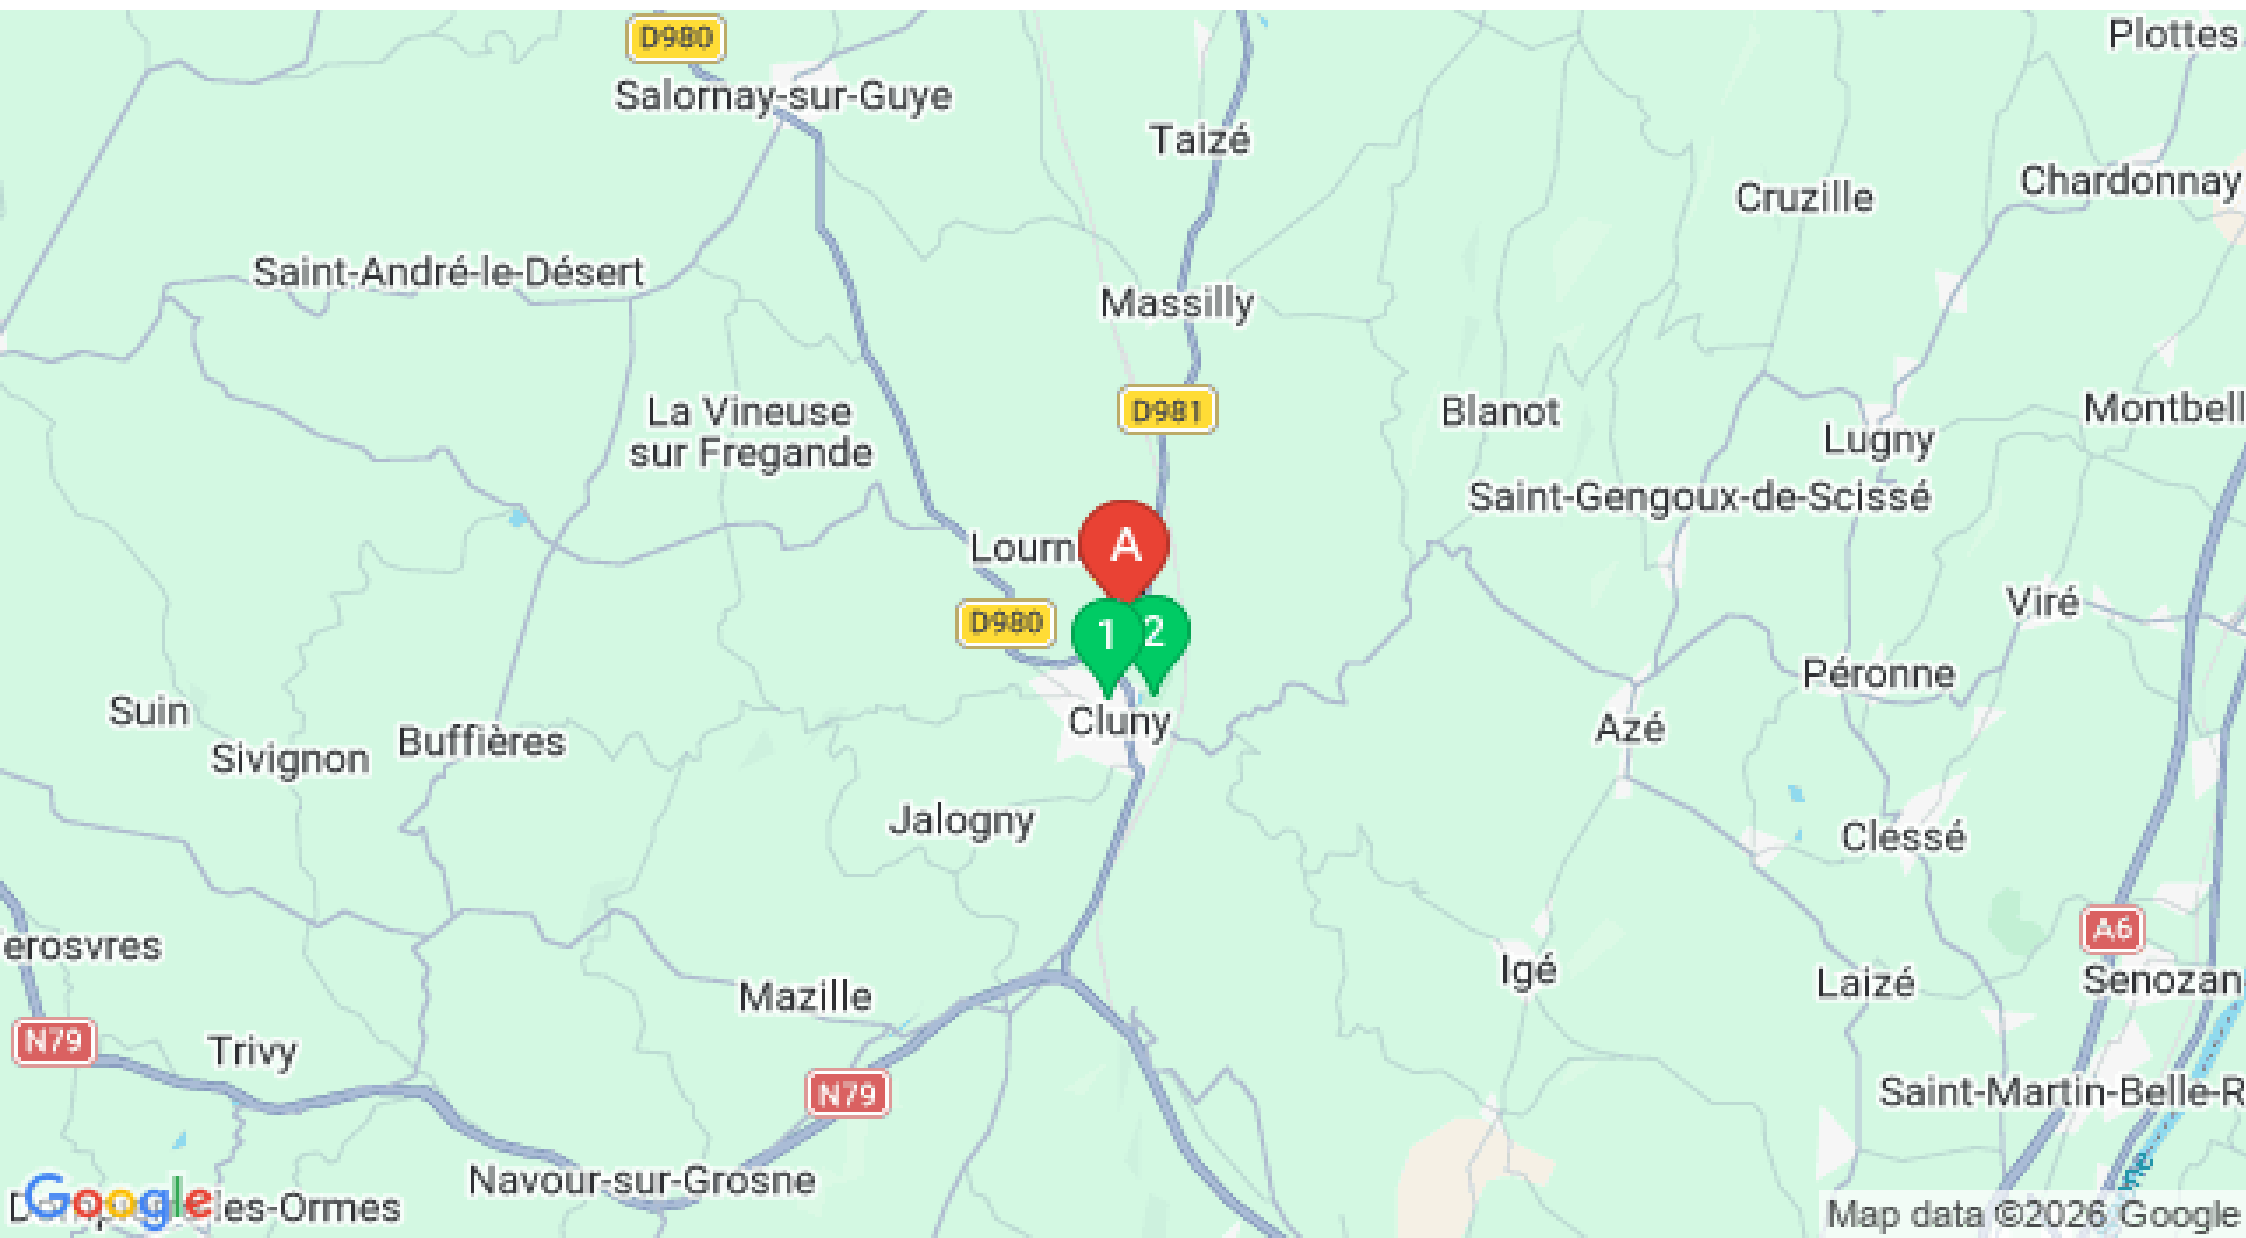 D980
Plottes
Salornay-sur-Guye
Taizé
Chardonnay
Cruzille
Saint-André-le-Désert
Massilly
D981
La Vineuse
sur Fregande
Blanot
Montbell
Lugny
Saint-Gengoux-de-Scissé
Lourn
A
D980
1
2
Viré
Péronne
Suin
Cluny
Azé
Buffières
Sivignon
Jalogny
Clessé
A6
erosvres
Igé
Mazille
Laizé
Senozan
N79
Trivy
N79
Saint-Martin-Belle-R
Navour-sur-Grosne
Google
les-Ormes
ne
Map data ©2026 Google